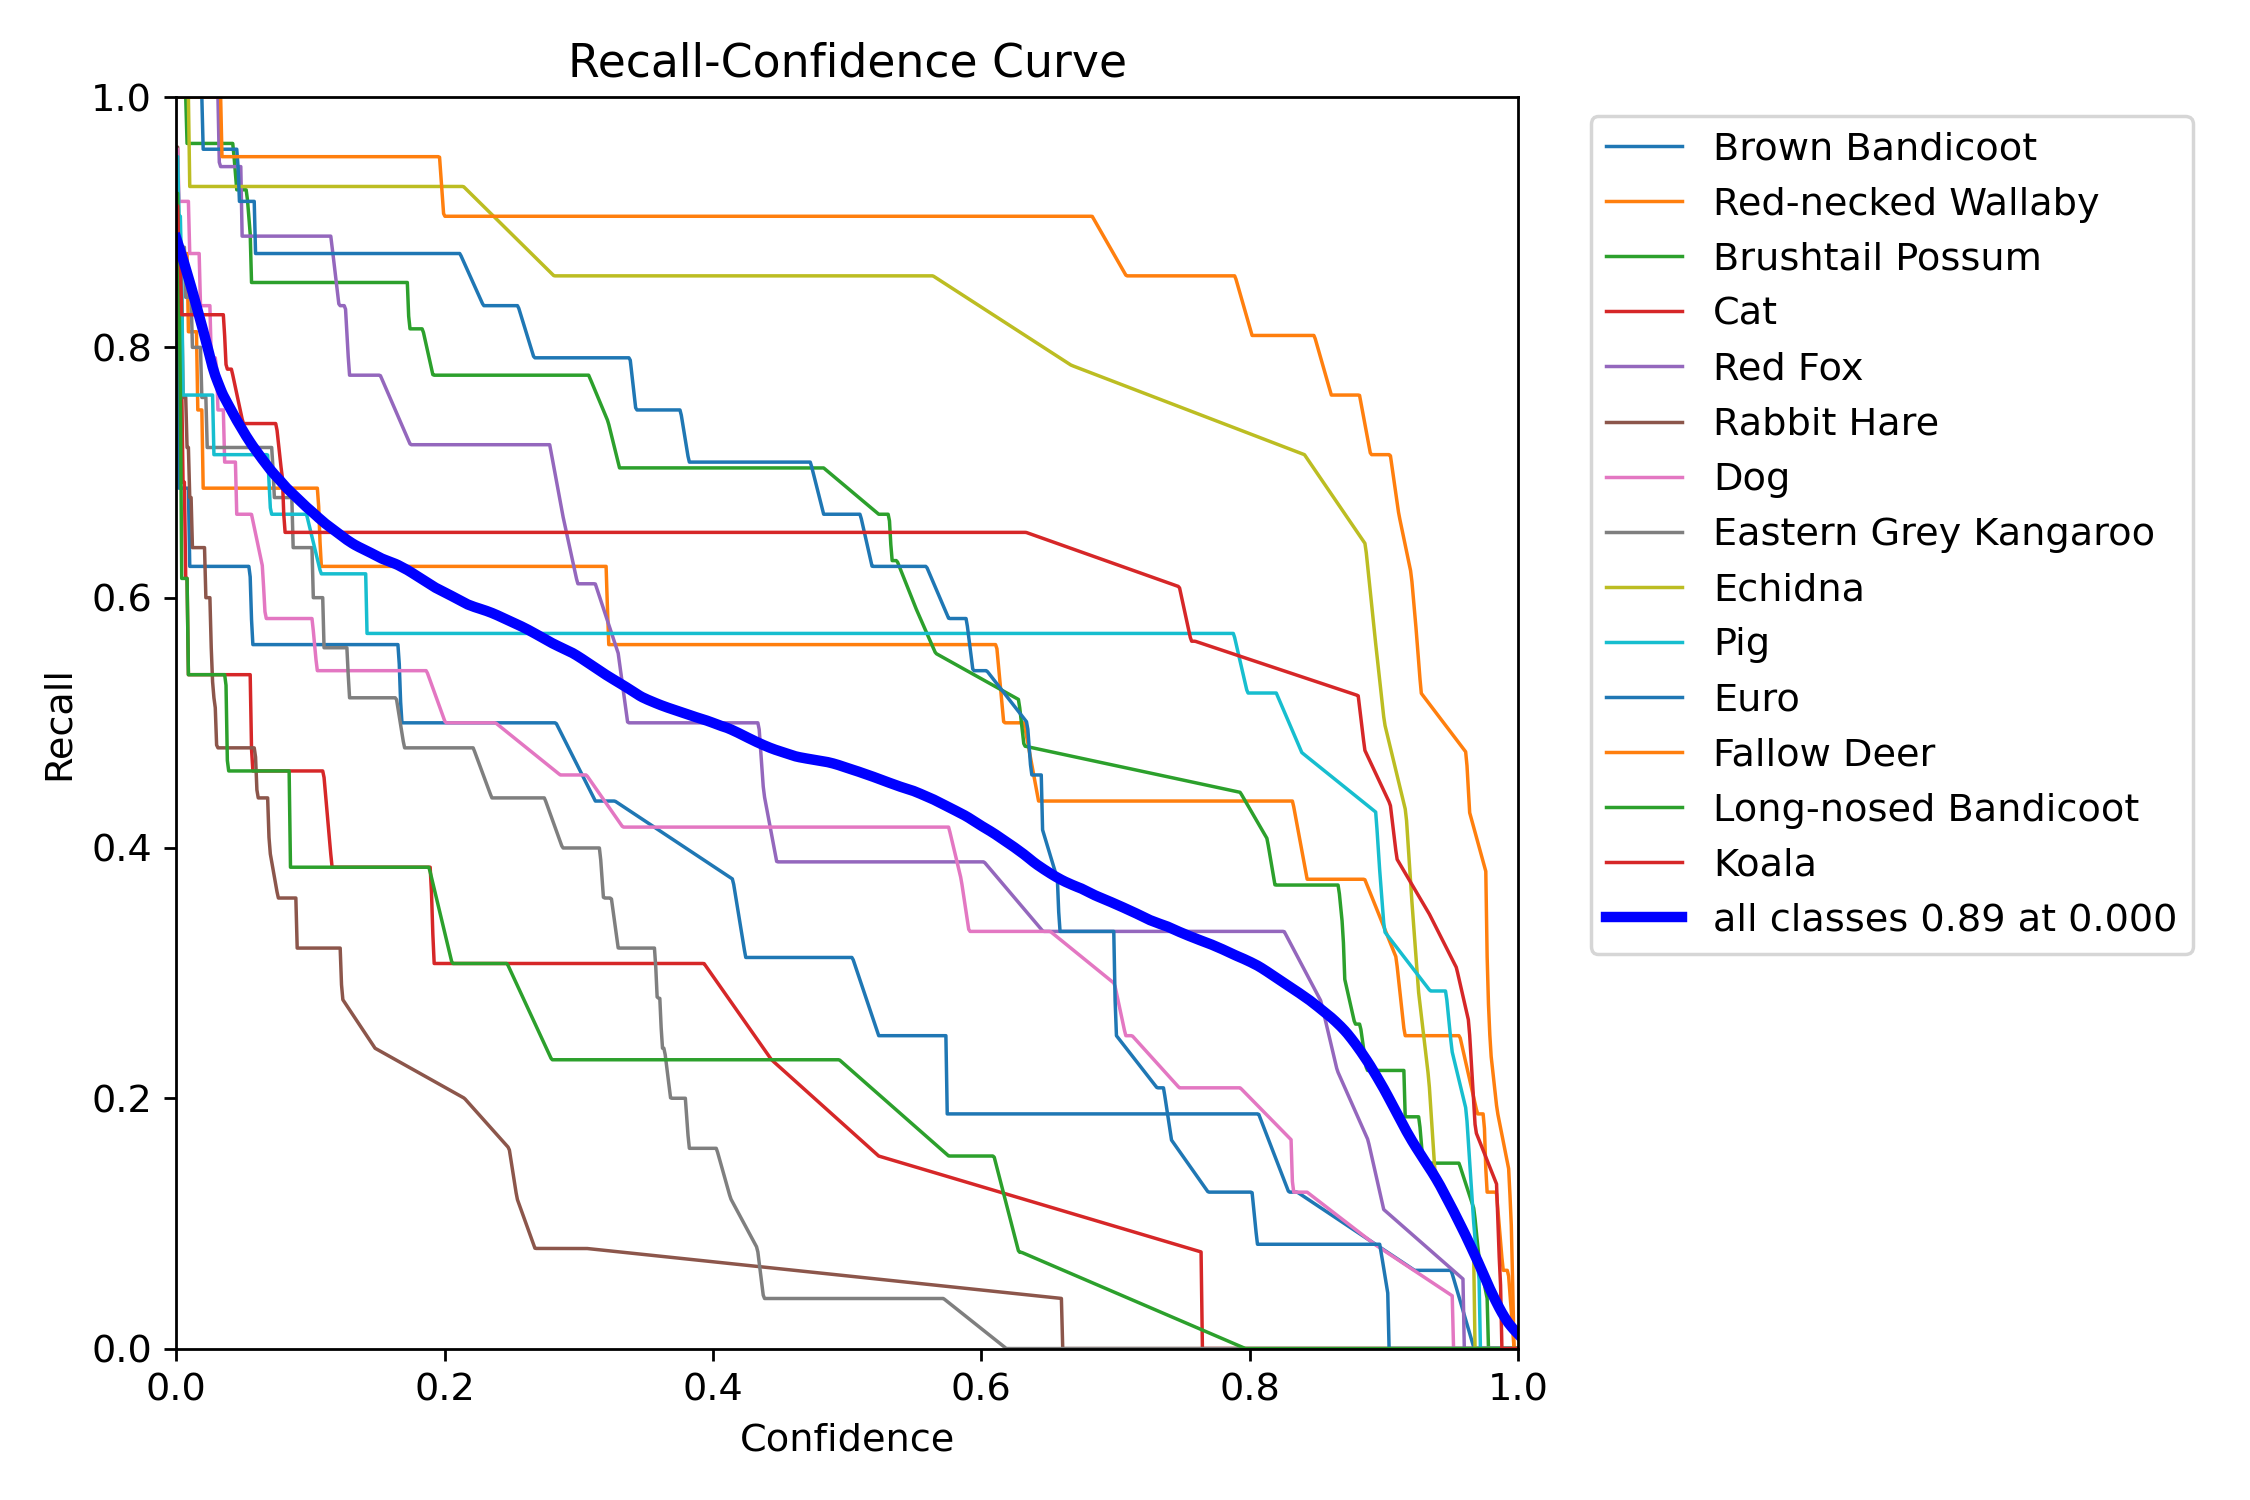 Recall-Confidence Curve
1.0
0.8
0.6
0.4
0.2
0.0
Recall
0.0 0.2 0.4 0.6 0.8 1.0
Confidence
Brown Bandicoot
Red-necked Wallaby
Brushtail Possum
Cat
Red Fox
Rabbit Hare
Dog
Eastern Grey Kangaroo
Echidna
Pig
Euro
Fallow Deer
Long-nosed Bandicoot
Koala
all classes 0.89 at 0.000